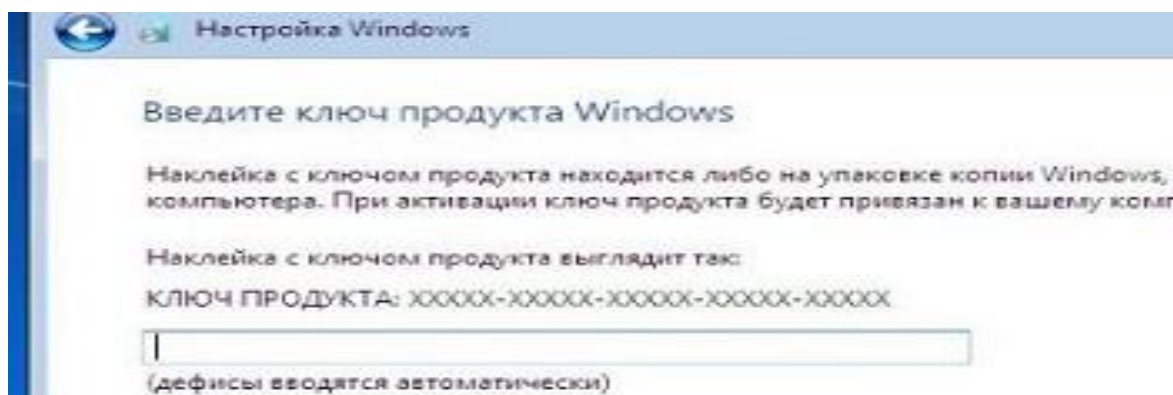 Настройка Windows
Введите ключ продукта Windows
Наклейка с ключом продукта находится либо на упаковке копии Windows,
компьютера. При активации ключ продукта будет привязан к вашему
Наклейка с ключом продукта выглядит так:
КЛЮЧ ПРОДУКТА: XXXXX-XXXXX-XXXXX-XXXXX-XXXXX
(дефисы вводятся автоматически)